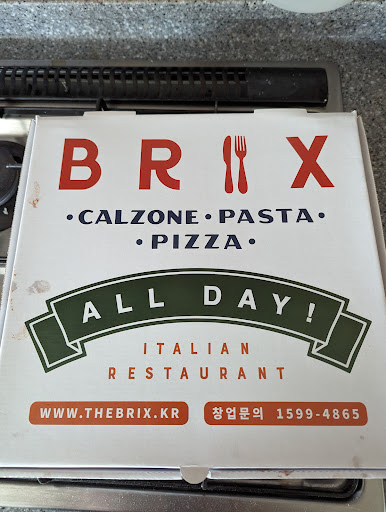 BRIX
•CALZONE•PASTA•
•PIZZA•
ALL DAY!
ITALIAN
RESTAURANT
WWW.THEBRIX.KR 창업문의 1599-4865